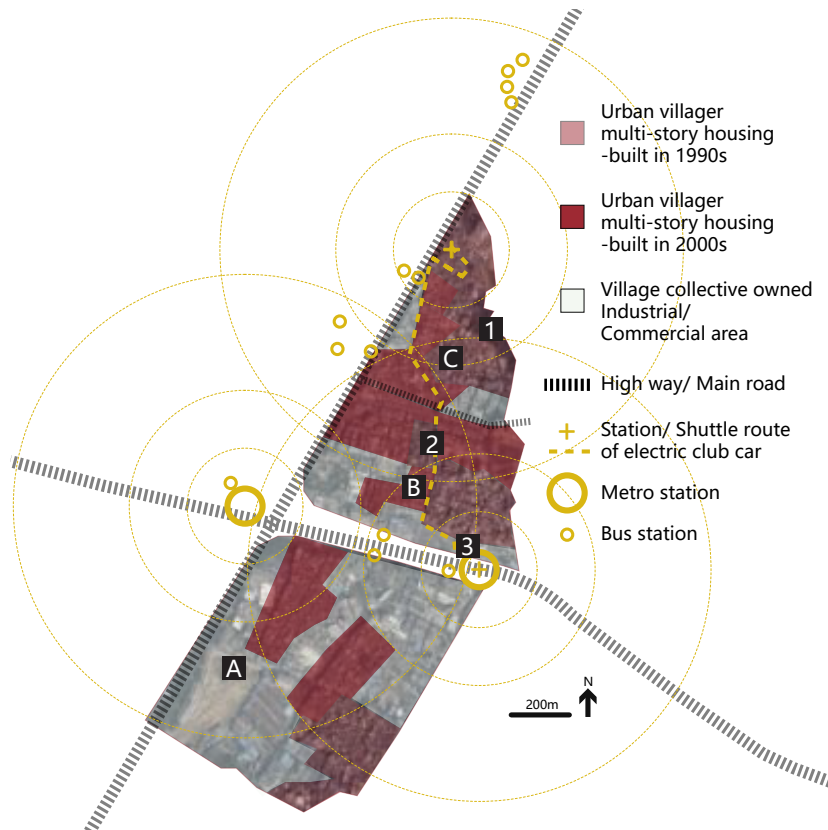 Urban villager
multi-story housing
-built in 1990s
Urban villager
multi-story housing
-built in 2000s
Village collective owned
Industrial/
Commercial area
High way/ Main road
Station/ Shuttle route
of electric club car
Metro station
Bus station
1
C
2
B
3
A
N
200m